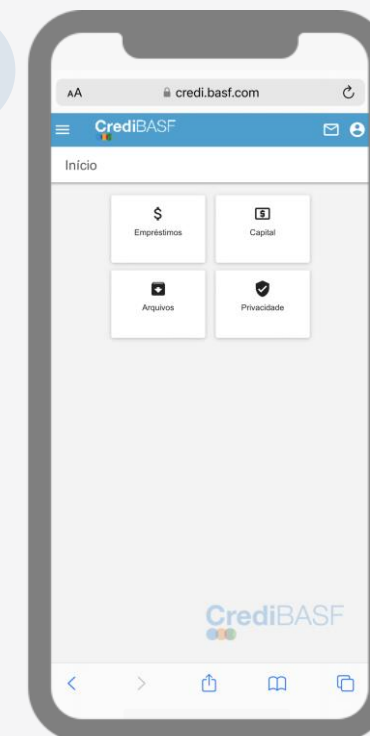 AA credi.basf.com
CrediBASF
Início
$
Empréstimos
$
Capital
Arquivos
Privacidade
CrediBASF